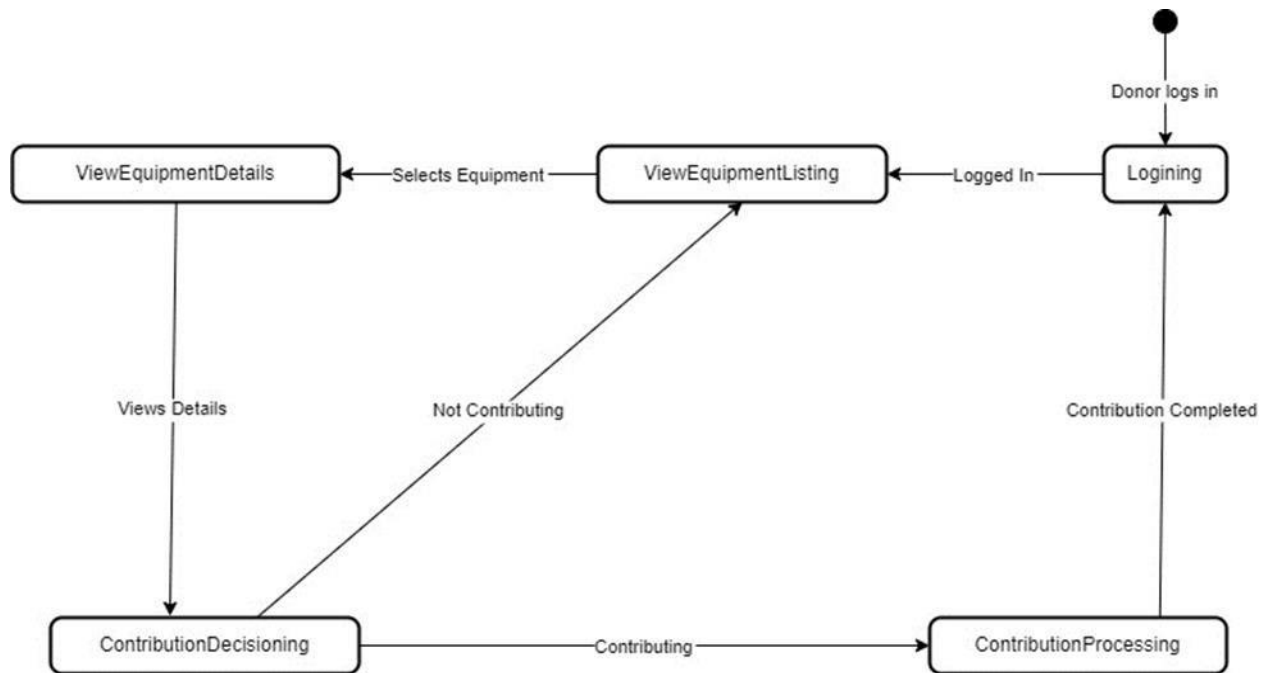 Donor logs in
ViewEquipmentDetails
Selects Equipment
ViewEquipmentListing
Logged In
Logining
Views Details
Not Contributing
Contribution Completed
ContributionDecisioning
Contributing
ContributionProcessing